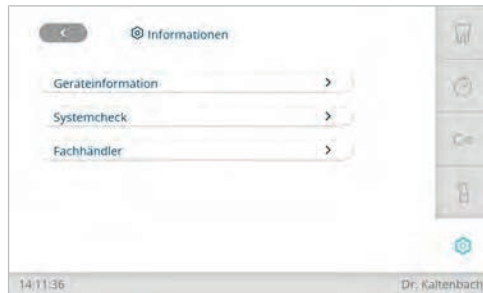 Informationen
Geräteinformation
Systemcheck
Fachhändler
14:11:36 Dr. Kaltenbach